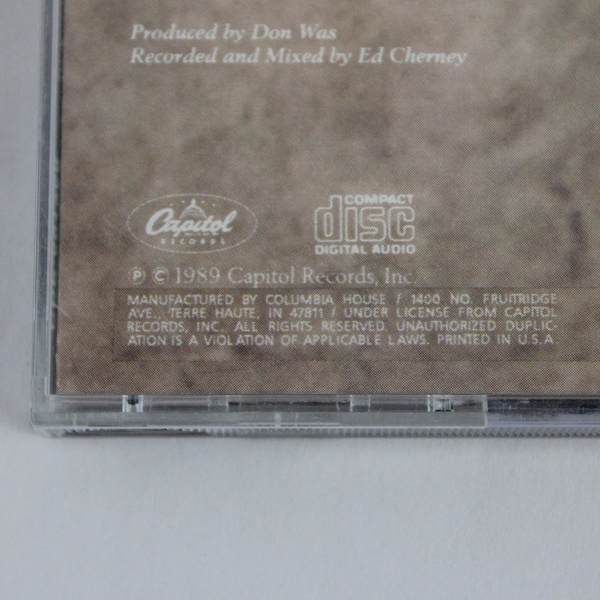 Produced by Don Was
Recorded and Mixed by Ed Cherney
Capitol
RECORDS
COMPACT
disc
DIGITAL AUDIO
℗ © 1989 Capitol Records, Inc.
MANUFACTURED BY COLUMBIA HOUSE / 1400 NO. FRUITRIDGE
AVE., TERRE HAUTE, IN 47811 / UNDER LICENSE FROM CAPITOL
RECORDS, INC. ALL RIGHTS RESERVED. UNAUTHORIZED DUPLIC-
ATION IS A VIOLATION OF APPLICABLE LAWS. PRINTED IN U.S.A.